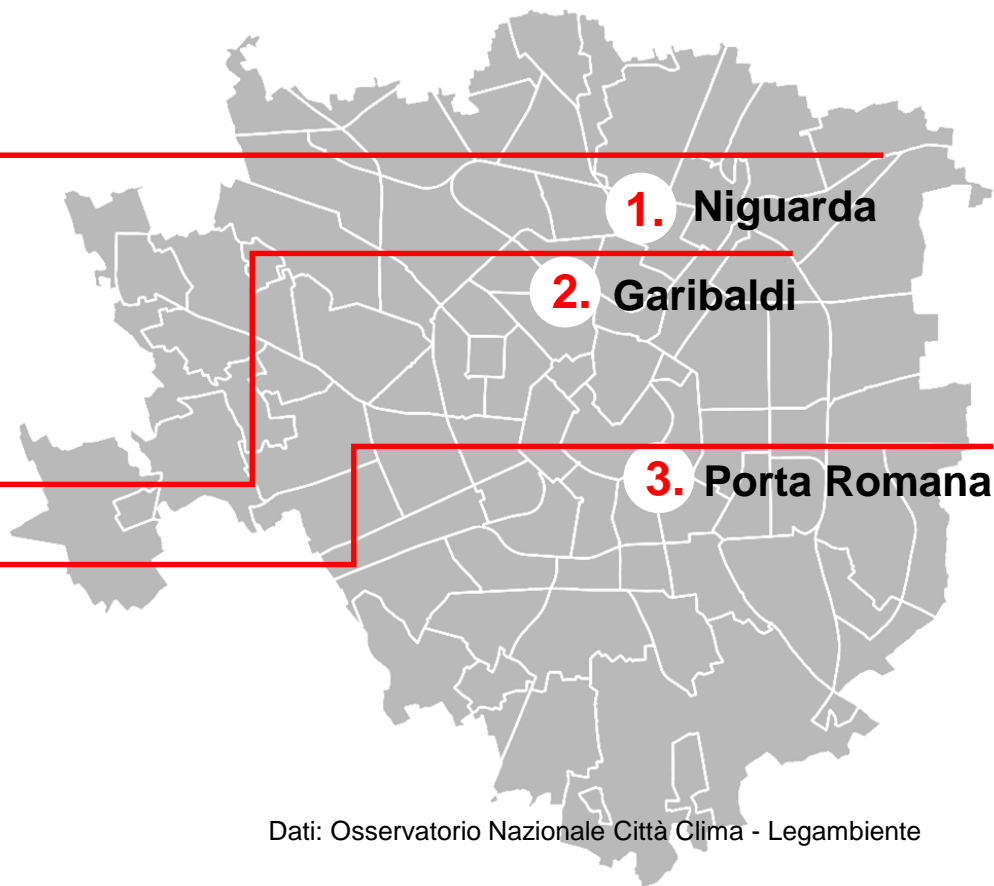 1. Niguarda
2. Garibaldi
3. Porta Romana
Dati: Osservatorio Nazionale Città Clima - Legambiente